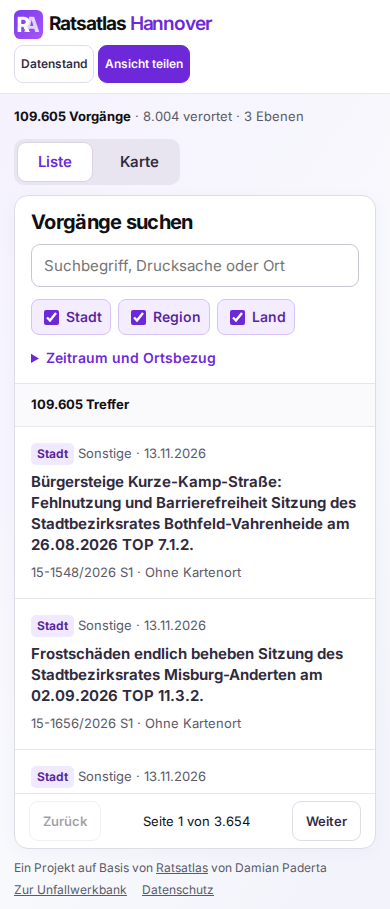 RA Ratsatlas Hannover
Datenstand Ansicht teilen
109.605 Vorgänge · 8.004 verortet · 3 Ebenen
Liste Karte
Vorgänge suchen
Suchbegriff, Drucksache oder Ort
Stadt Region Land
Zeitraum und Ortsbezug
109.605 Treffer
Stadt Sonstige · 13.11.2026
Bürgersteige Kurze-Kamp-Straße:
Fehlnutzung und Barrierefreiheit Sitzung des
Stadtbezirksrates Bothfeld-Vahrenheide am
26.08.2026 TOP 7.1.2.
15-1548/2026 S1 · Ohne Kartenort
Stadt Sonstige · 13.11.2026
Frostschäden endlich beheben Sitzung des
Stadtbezirksrates Misburg-Anderten am
02.09.2026 TOP 11.3.2.
15-1656/2026 S1 · Ohne Kartenort
Stadt Sonstige · 13.11.2026
Zurück Seite 1 von 3.654 Weiter
Ein Projekt auf Basis von Ratsatlas von Damian Paderta
Zur Unfallwerkbank Datenschutz